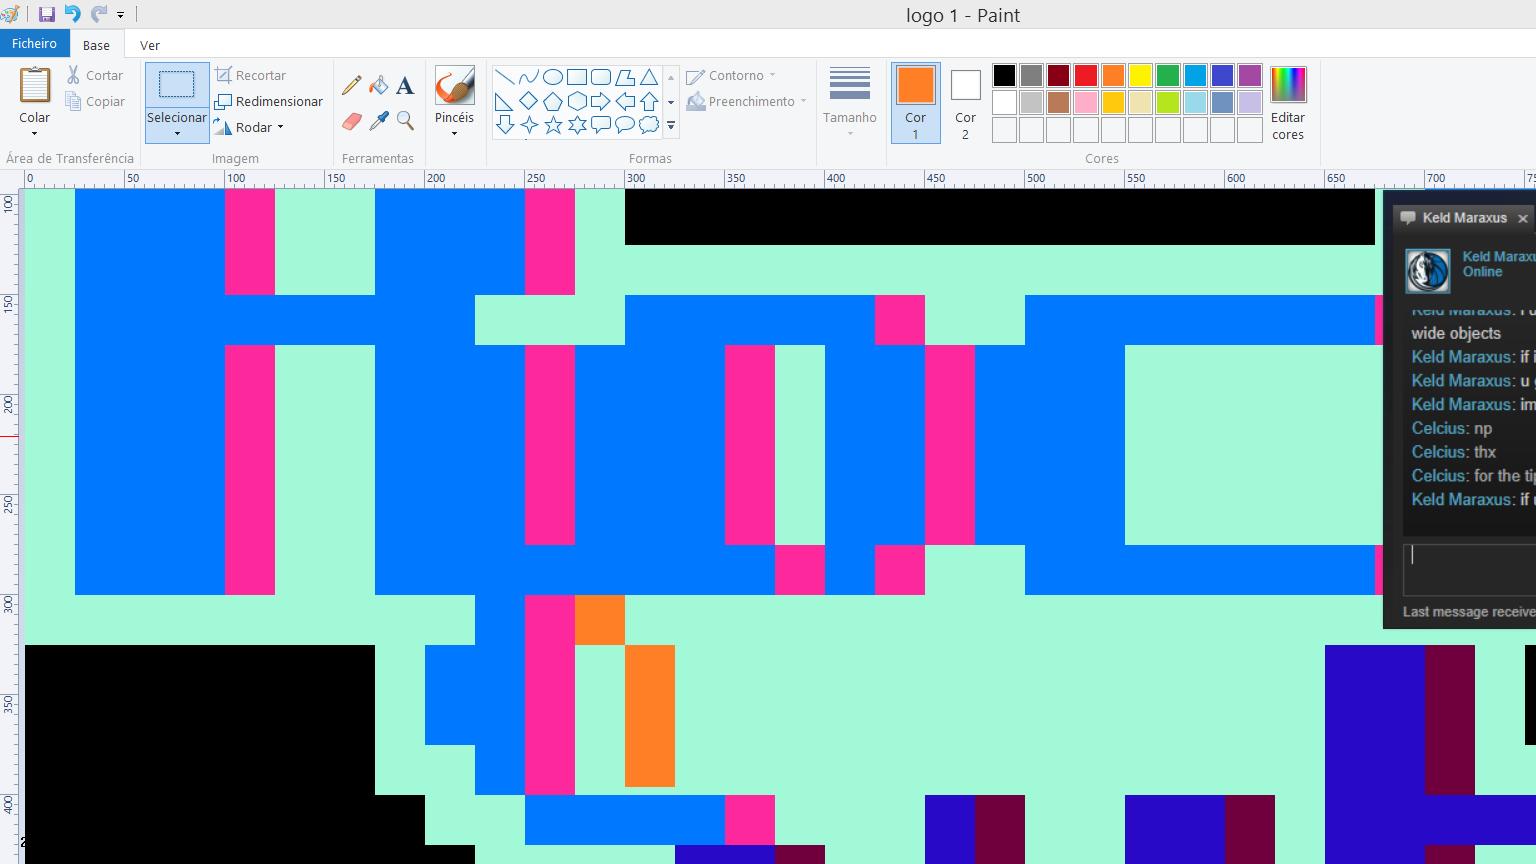 logo 1 - Paint
Ficheiro Base Ver
Colar
Cortar
Copiar
Área de Transferência
Selecionar
Recortar
Redimensionar
Rodar
Imagem
Ferramentas
Pincéis
Contorno
Preenchimento
Formas
Tamanho
Cor
1
Cor
2
Editar
cores
Cores
0 50 100 150 200 250 300 350 400 450 500 550 600 650 700
100
150
200
250
300
350
400
Keld Maraxus
Keld Maraxu
Online
Keld Maraxus:
wide objects
Keld Maraxus: if
Keld Maraxus: u
Keld Maraxus: im
Celcius: np
Celcius: thx
Celcius: for the tip
Keld Maraxus: if
Last message receive
2